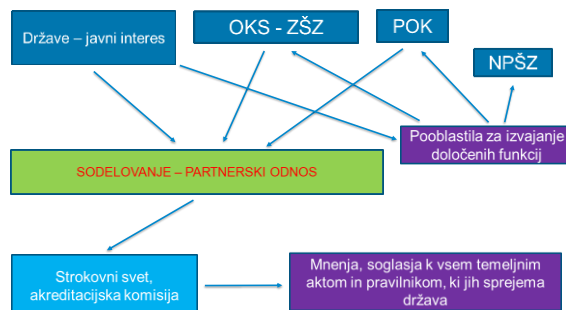 Države – javni interes
OKS - ZŠZ
POK
NPŠZ
Pooblastila za izvajanje
določenih funkcij
SODELOVANJE – PARTNERSKI ODNOS
Strokovni svet,
akreditacijska komisija
Mnenja, soglasja k vsem temeljnim
aktom in pravilnikom, ki jih sprejema
država